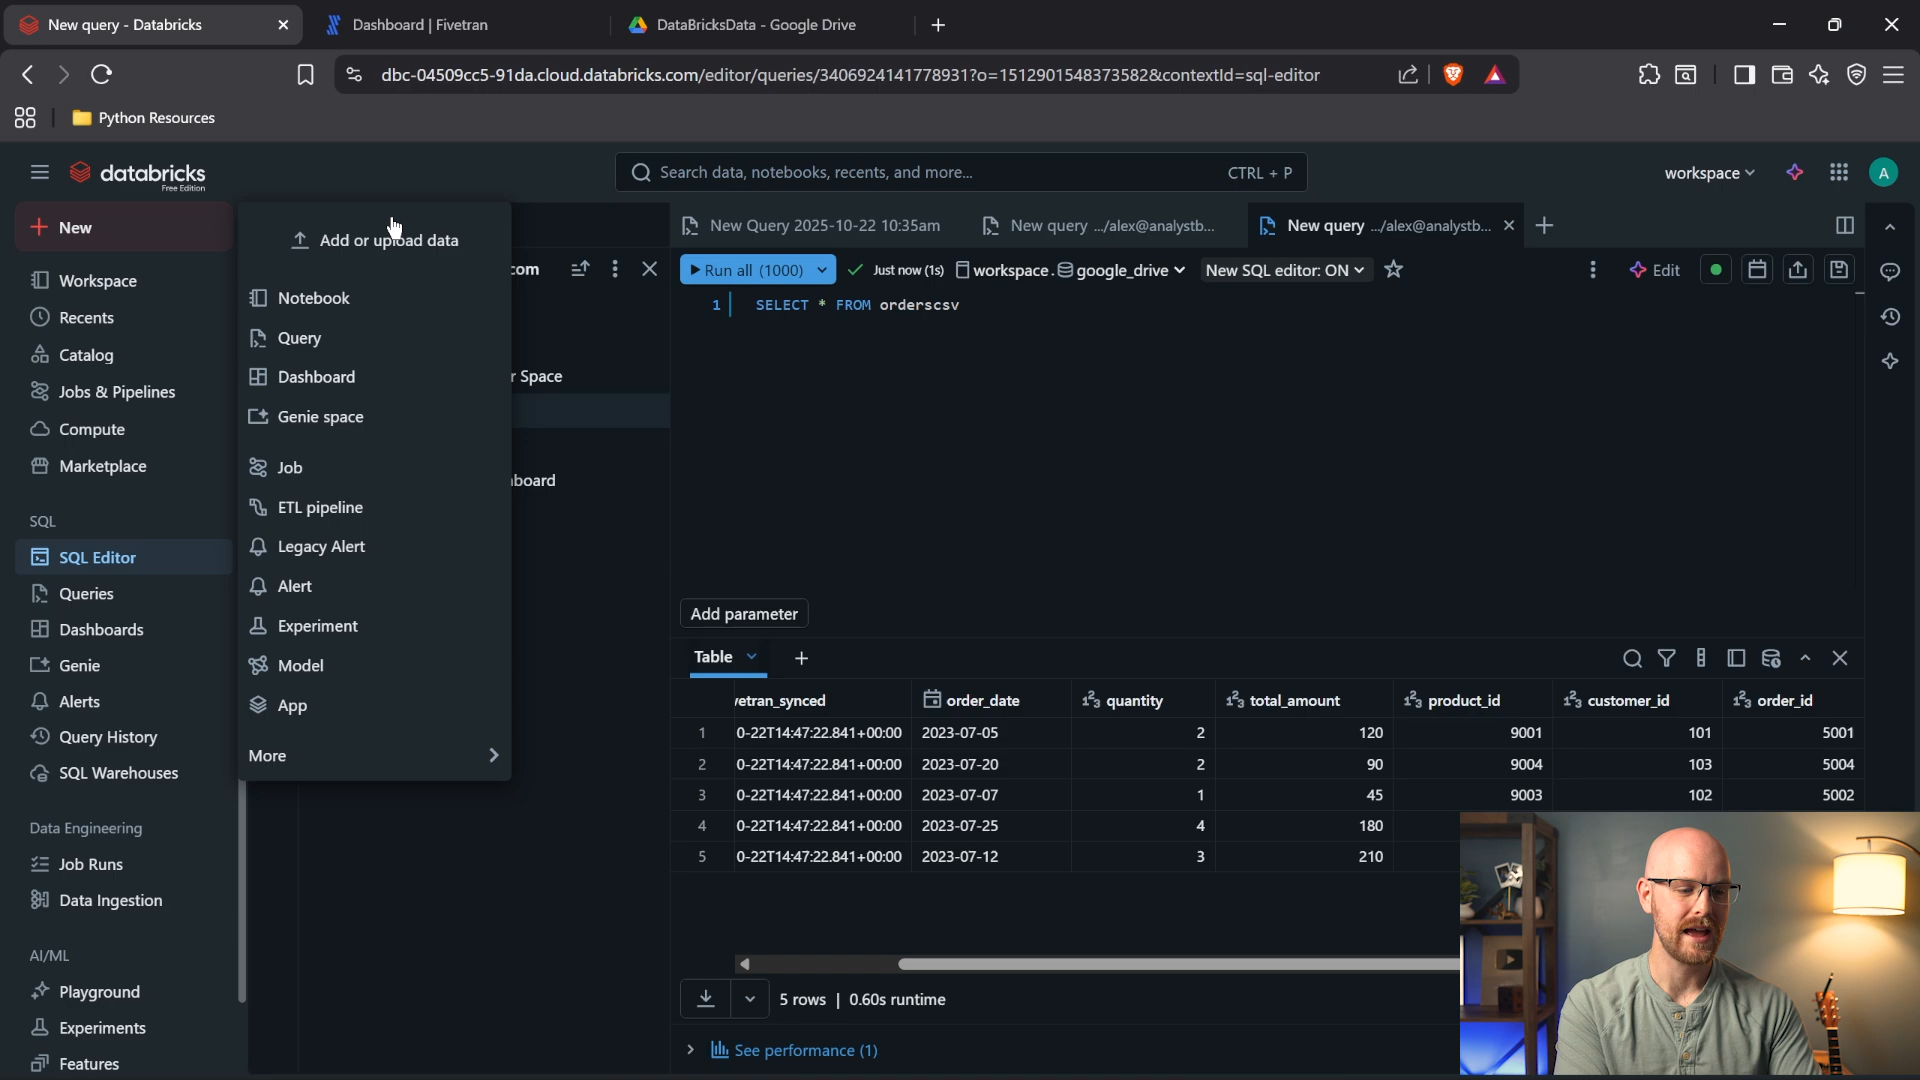 New query - Databricks
Dashboard | Fivetran
DataBricksData - Google Drive
dbc-04509cc5-91da.cloud.databricks.com/editor/queries/3406924141778931?o=1512901548373582&contextId=sql-editor
Python Resources
databricks
Free Edition
Search data, notebooks, recents, and more...
CTRL + P
workspace
A
New
Workspace
Recents
Catalog
Jobs & Pipelines
Compute
Marketplace
SQL
SQL Editor
Queries
Dashboards
Genie
Alerts
Query History
SQL Warehouses
Data Engineering
Job Runs
Data Ingestion
AI/ML
Playground
Experiments
Features
Add or upload data
Notebook
Query
Dashboard
Genie space
Job
ETL pipeline
Legacy Alert
Alert
Experiment
Model
App
More
com
r Space
board
New Query 2025-10-22 10:35am
New query .../alex@analystb...
New query .../alex@analystb...
Run all (1000)
Just now (1s)
workspace.
google_drive
New SQL editor: ON
Edit
1 SELECT * FROM orderscsv
Add parameter
Table
etran_synced order_date quantity total_amount product_id customer_id order_id
1 0-22T14:47:22.841+00:00 2023-07-05 2 120 9001 101 5001
2 0-22T14:47:22.841+00:00 2023-07-20 2 90 9004 103 5004
3 0-22T14:47:22.841+00:00 2023-07-07 1 45 9003 102 5002
4 0-22T14:47:22.841+00:00 2023-07-25 4 180
5 0-22T14:47:22.841+00:00 2023-07-12 3 210
5 rows | 0.60s runtime
See performance (1)